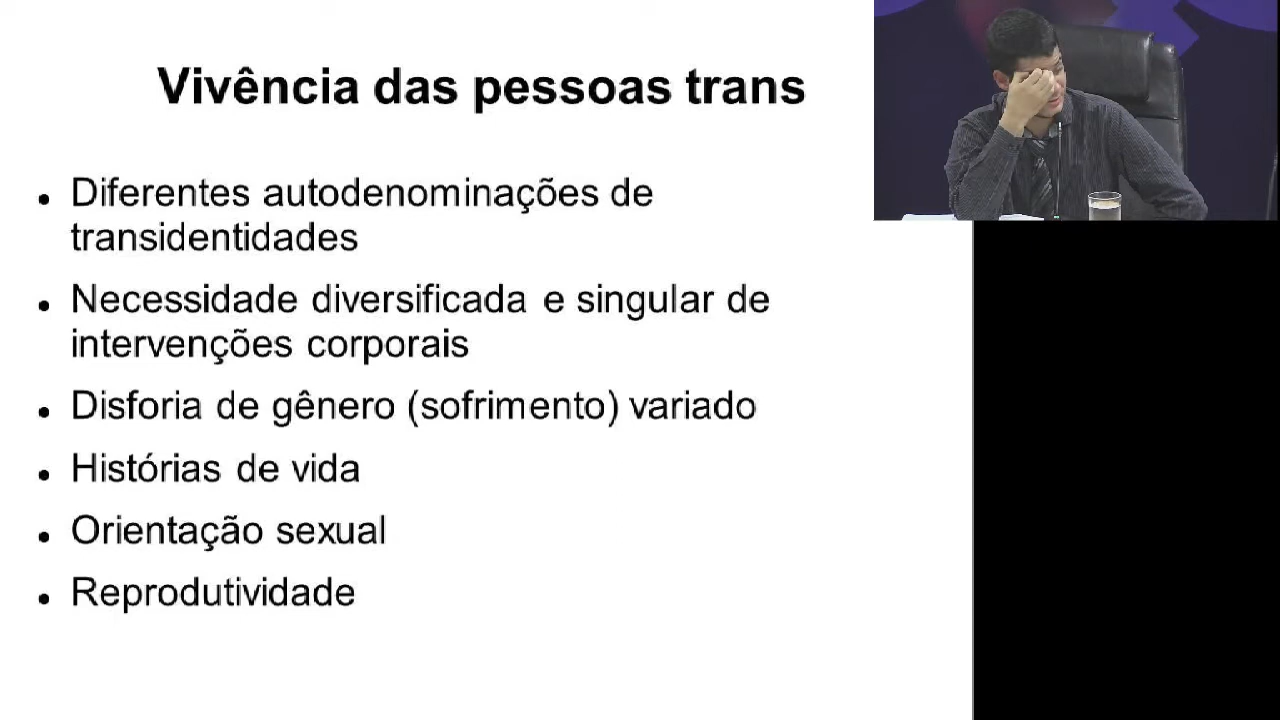 Vivência das pessoas trans
Diferentes autodenominações de
transidentidades
Necessidade diversificada e singular de
intervenções corporais
Disforia de gênero (sofrimento) variado
Histórias de vida
Orientação sexual
Reprodutividade